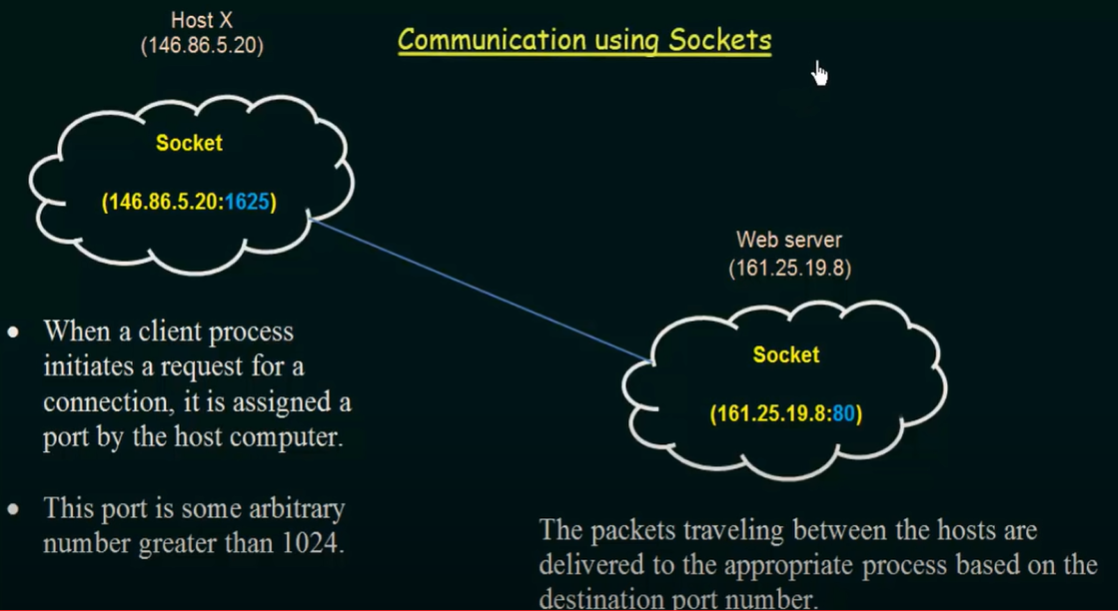 Host X
(146.86.5.20)
Communication using Sockets
Socket
(146.86.5.20:1625)
Web server
(161.25.19.8)
Socket
(161.25.19.8:80)
• When a client process
initiates a request for a
connection, it is assigned a
port by the host computer.
• This port is some arbitrary
number greater than 1024.
The packets traveling between the hosts are
delivered to the appropriate process based on the
destination port number.